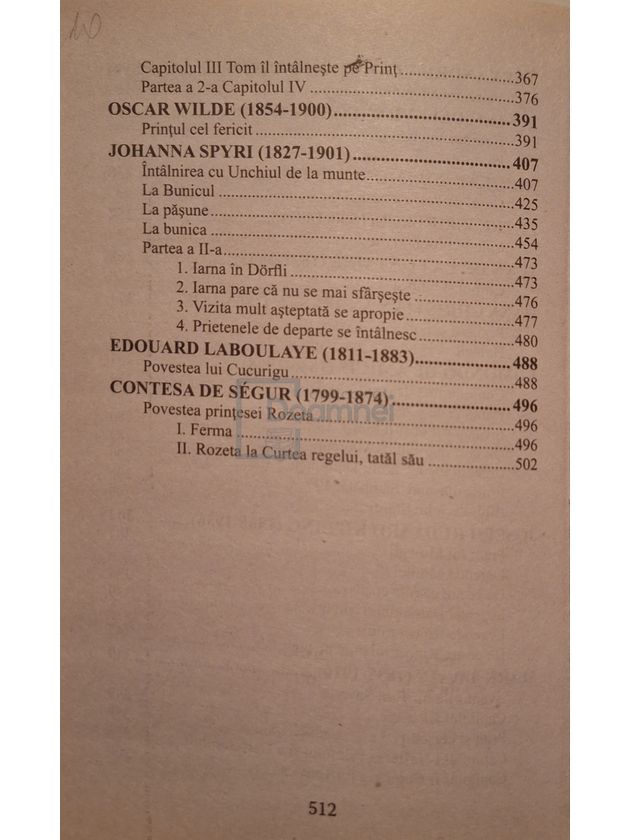 Capitolul III Tom îl întâlnește pe Prinț...........................367
Partea a 2-a Capitolul IV.............................................376
OSCAR WILDE (1854-1900).......................................391
Prințul cel fericit.........................................................391
JOHANNA SPYRI (1827-1901)...................................407
Întâlnirea cu Unchiul de la munte.................................407
La Bunicul..................................................................425
La pășune...................................................................435
La bunica...................................................................454
Partea a II-a................................................................473
1. Iarna în Dörfli......................................................473
2. Iarna pare că nu se mai sfârșește............................476
3. Vizita mult așteptată se apropie............................477
4. Prietenele de departe se întâlnesc..........................480
EDOUARD LABOULAYE (1811-1883).......................488
Povestea lui Cucurigu..................................................488
CONTESA DE SÉGUR (1799-1874)............................496
Povestea prințesei Rozeta.............................................496
I. Ferma...................................................................496
II. Rozeta la Curtea regelui, tatăl său........................502
512